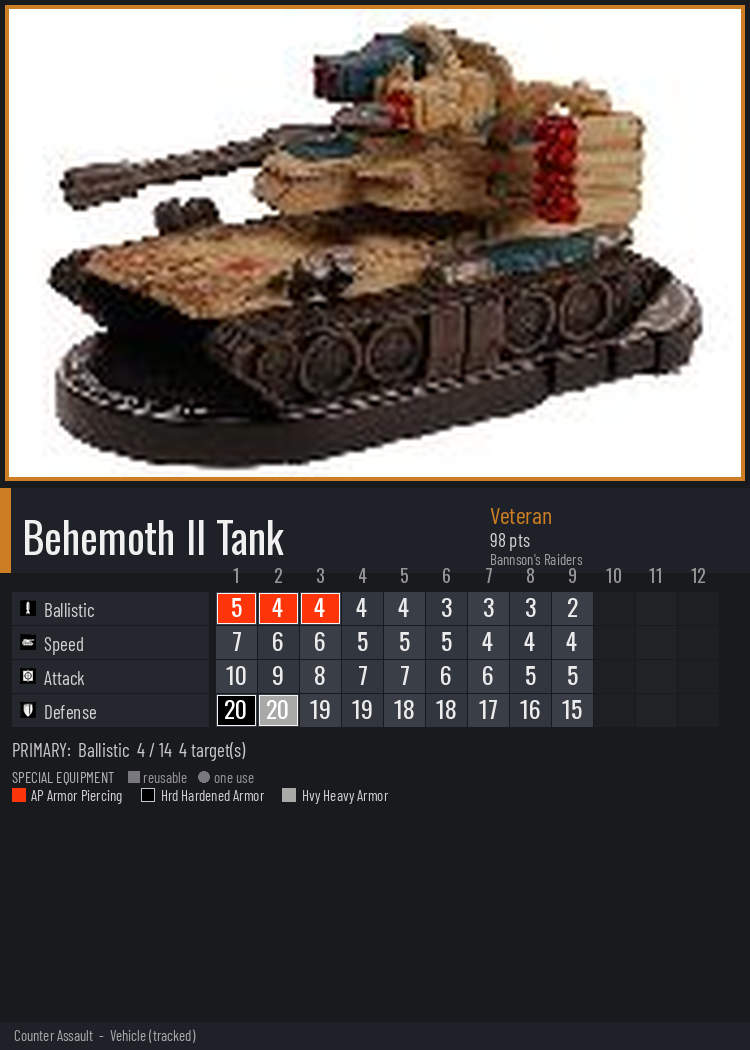 Behemoth II Tank
Veteran
98 pts
Bannson's Raiders
1 2 3 4 5 6 7 8 9 10 11 12
Ballistic 5 4 4 4 4 3 3 3 2
Speed 7 6 6 5 5 5 4 4 4
Attack 10 9 8 7 7 6 6 5 5
Defense 20 20 19 19 18 18 17 16 15
PRIMARY: Ballistic 4 / 14 4 target(s)
SPECIAL EQUIPMENT reusable one use
AP Armor Piercing Hrd Hardened Armor Hvy Heavy Armor
Counter Assault - Vehicle (tracked)